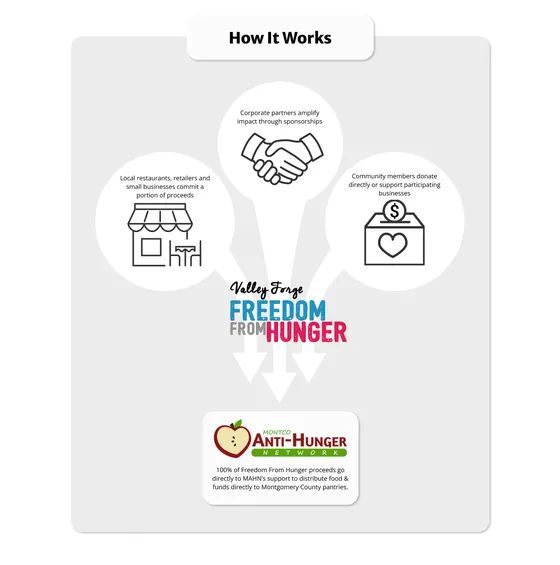 How It Works
Corporate partners amplify
impact through sponsorships
Local restaurants, retailers and
small businesses commit a
portion of proceeds
Community members donate
directly or support participating
businesses
$
Valley Forge
FREEDOM
FROM HUNGER
MONTCO
ANTI-HUNGER
NETWORK
100% of Freedom From Hunger proceeds go
directly to MAHN's support to distribute food &
funds directly to Montgomery County pantries.